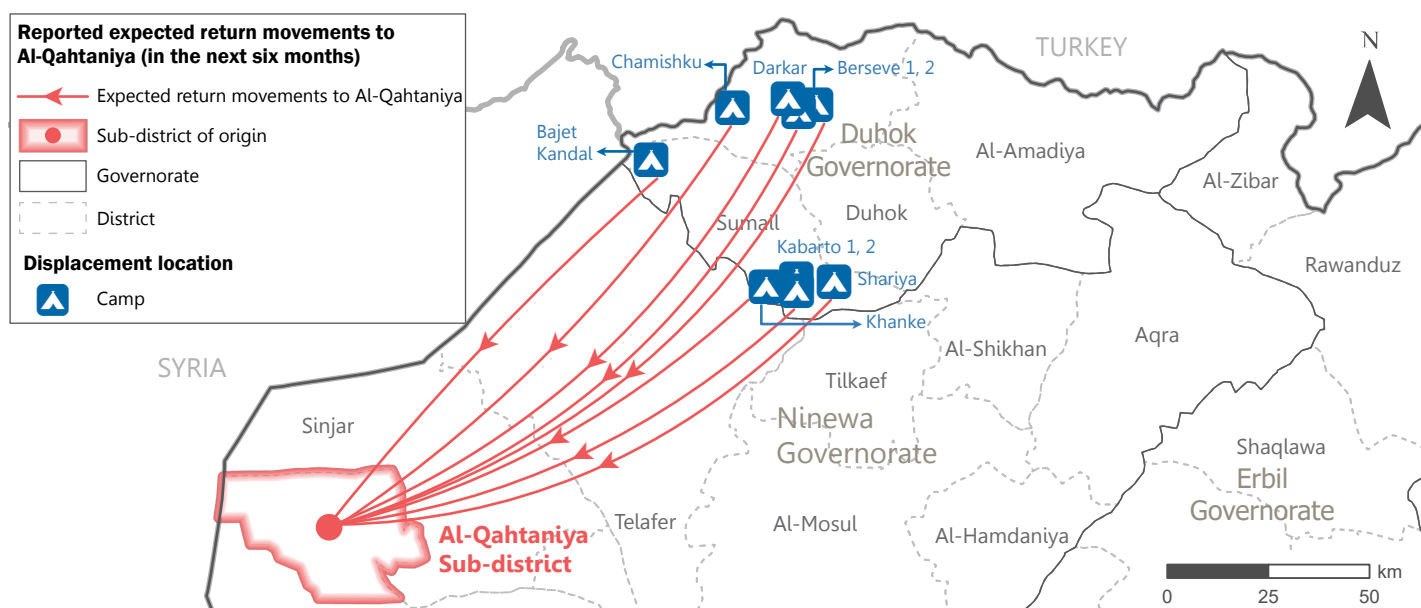 Reported expected return movements to
Al-Qahtaniya (in the next six months)
Expected return movements to Al-Qahtaniya
Sub-district of origin
Governorate
District
Displacement location
Camp
TURKEY
N
Chamishku
Darkar
Berseve 1, 2
Bajet
Kandal
Duhok
Governorate
Al-Amadiya
Al-Zibar
Sumall
Duhok
Kabarto 1, 2
Shariya
Rawanduz
Khanke
Aqra
Al-Shikhan
SYRIA
Tilkaef
Sinjar
Ninewa
Governorate
Shaqlawa
Erbil
Governorate
Telafer
Al-Mosul
Al-Hamdaniya
Al-Qahtaniya
Sub-district
km
0 25 50